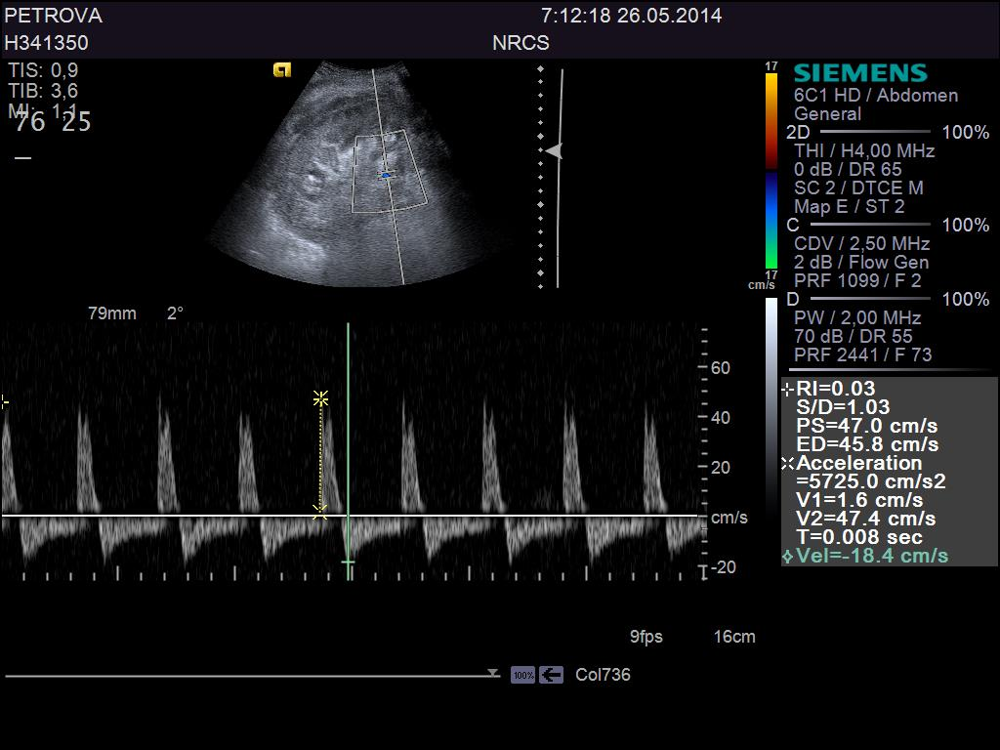 PETROVA
7:12:18 26.05.2014
H341350
NRCS
TIS: 0,9
TIB: 3,6
MI: 1,1
76 25
17
17
cm/s
SIEMENS
6C1 HD / Abdomen
General
2D 100%
THI / H4,00 MHz
0 dB / DR 65
SC 2 / DTCE M
Map E / ST 2
C 100%
CDV / 2,50 MHz
2 dB / Flow Gen
PRF 1099 / F 2
D 100%
PW / 2,00 MHz
70 dB / DR 55
PRF 2441 / F 73
79mm 2°
60
40
20
cm/s
-20
RI=0.03
S/D=1.03
PS=47.0 cm/s
ED=45.8 cm/s
Acceleration
=5725.0 cm/s2
V1=1.6 cm/s
V2=47.4 cm/s
T=0.008 sec
Vel=-18.4 cm/s
9fps 16cm
100% Col736